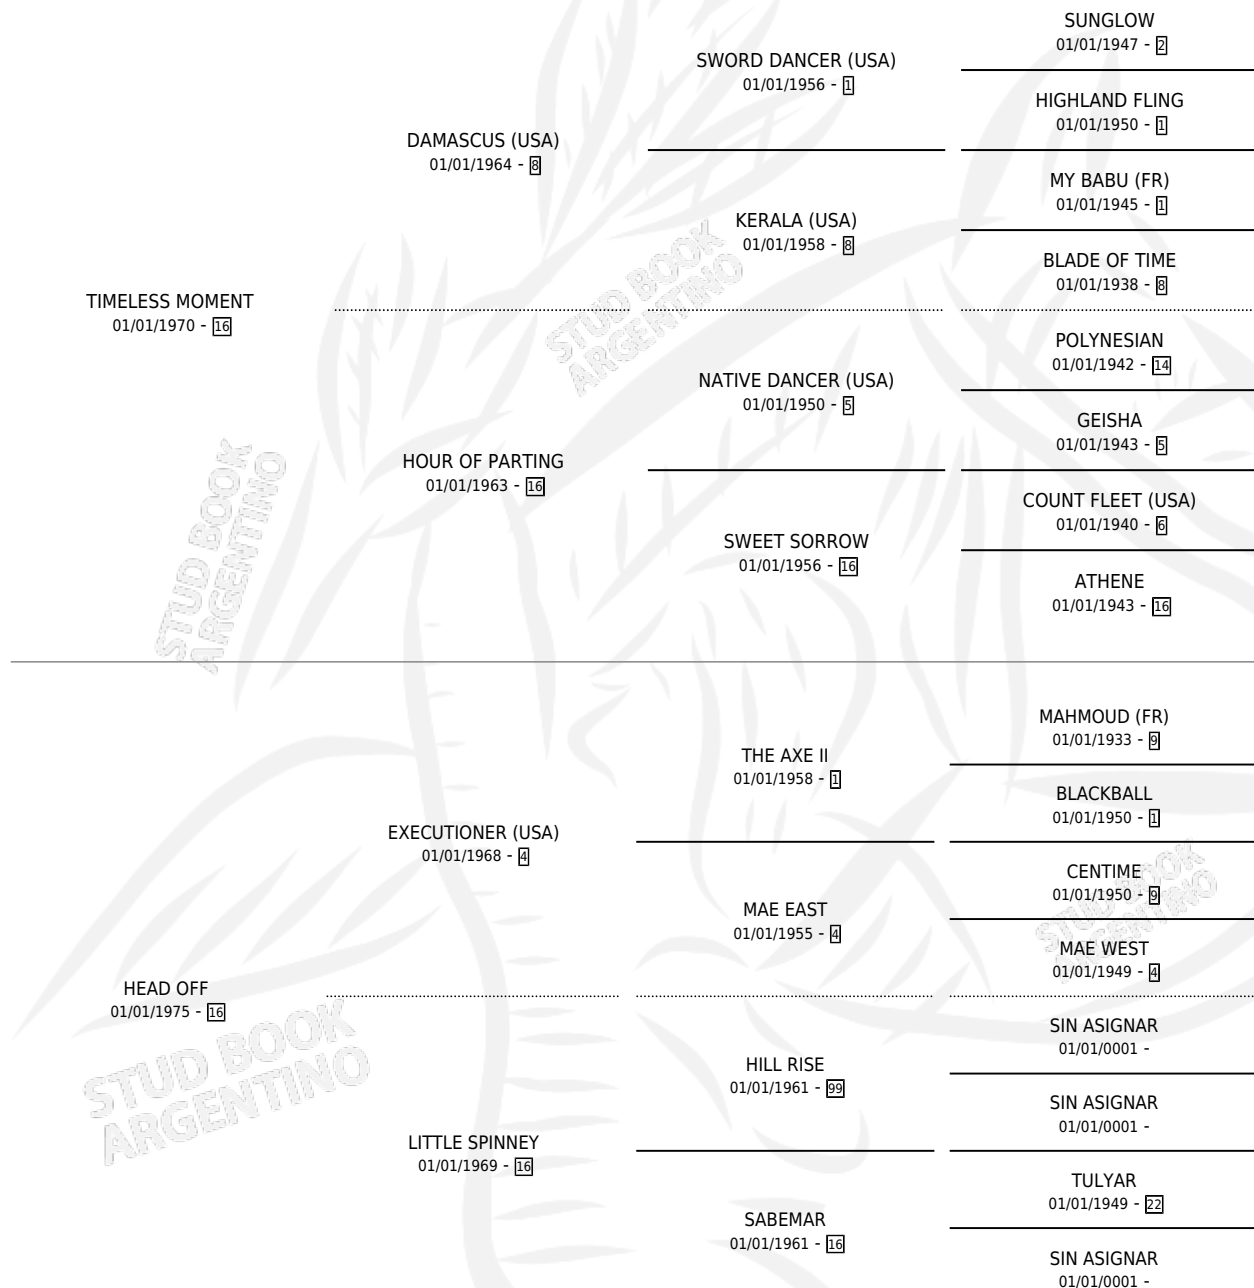 SUNGLOW
01/01/1947 - 2
SWORD DANCER (USA)
01/01/1956 - 1
HIGHLAND FLING
01/01/1950 - 1
DAMASCUS (USA)
01/01/1964 - 8
MY BABU (FR)
01/01/1945 - 1
KERALA (USA)
01/01/1958 - 8
BLADE OF TIME
01/01/1938 - 8
TIMELESS MOMENT
01/01/1970 - 16
POLYNESIAN
01/01/1942 - 14
NATIVE DANCER (USA)
01/01/1950 - 5
GEISHA
01/01/1943 - 5
HOUR OF PARTING
01/01/1963 - 16
COUNT FLEET (USA)
01/01/1940 - 6
SWEET SORROW
01/01/1956 - 16
ATHENE
01/01/1943 - 16
MAHMOUD (FR)
01/01/1933 - 9
THE AXE II
01/01/1958 - 1
BLACKBALL
01/01/1950 - 1
EXECUTIONER (USA)
01/01/1968 - 4
CENTIME
01/01/1950 - 9
MAE EAST
01/01/1955 - 4
MAE WEST
01/01/1949 - 4
HEAD OFF
01/01/1975 - 16
SIN ASIGNAR
01/01/0001 -
HILL RISE
01/01/1961 - 99
SIN ASIGNAR
01/01/0001 -
LITTLE SPINNEY
01/01/1969 - 16
TULYAR
01/01/1949 - 22
SABEMAR
01/01/1961 - 16
SIN ASIGNAR
01/01/0001 -
STUD BOOK
ARGENTINO
STUD BOOK
ARGENTINO
STUD BOOK
ARGENTINO
STUD BOOK
ARGENTINO